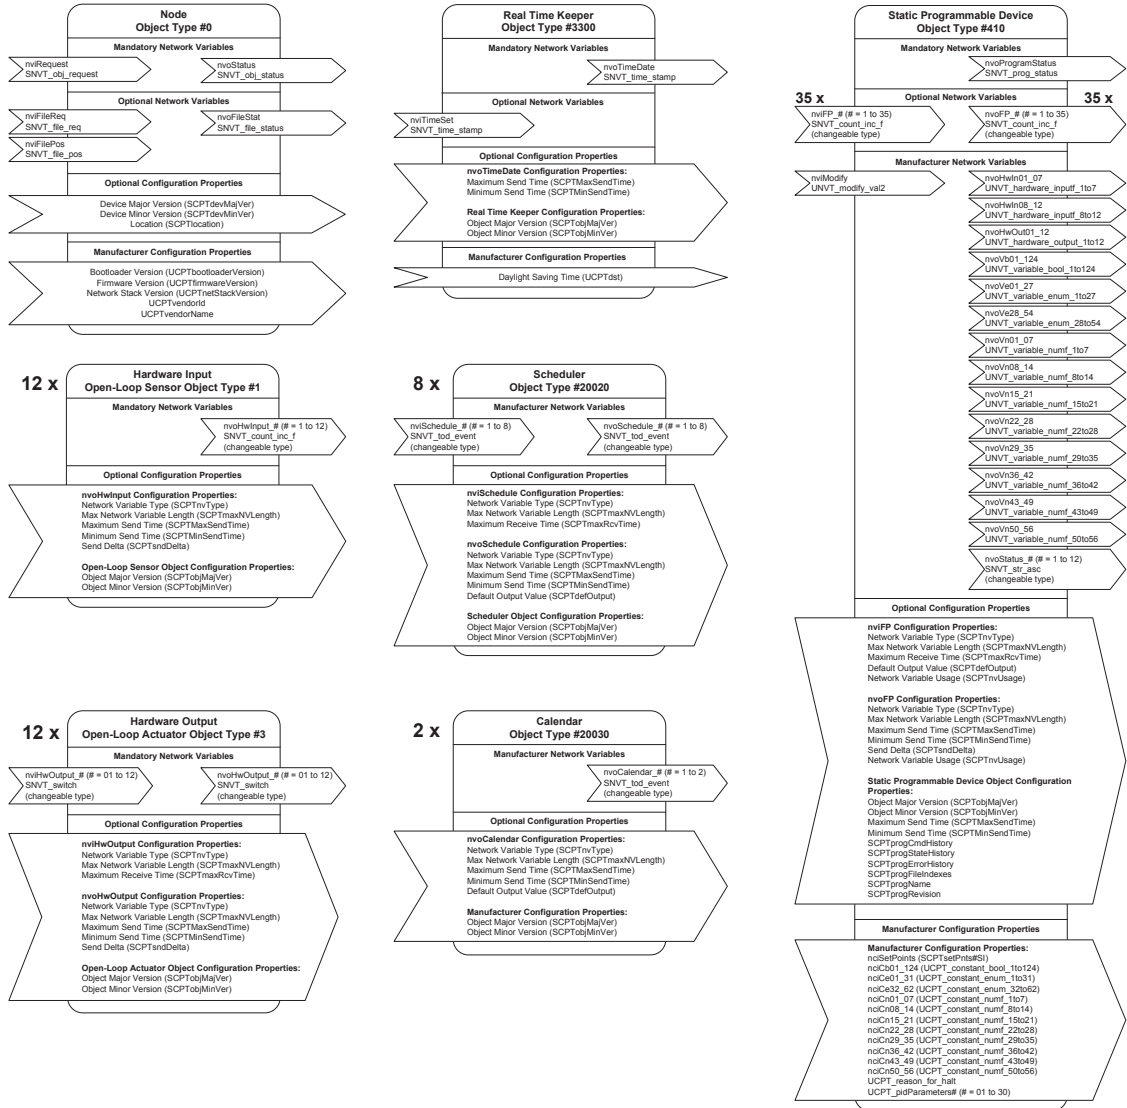 Node
Object Type #0
Mandatory Network Variables
nviRequest
SNVT_obj_request
nvoStatus
SNVT_obj_status
Optional Network Variables
nviFileReq
SNVT_file_req
nvoFileStat
SNVT_file_status
nviFilePos
SNVT_file_pos
Optional Configuration Properties
Device Major Version (SCPTdevMajVer)
Device Minor Version (SCPTdevMinVer)
Location (SCPTlocation)
Manufacturer Configuration Properties
Bootloader Version (UCPTbootloaderVersion)
Firmware Version (UCPTfirmwareVersion)
Network Stack Version (UCPTnetStackVersion)
UCPTvendorId
UCPTvendorName
12 x
Hardware Input
Open-Loop Sensor Object Type #1
Mandatory Network Variables
nvoHwInput_# (# = 1 to 12)
SNVT_count_inc_f
(changeable type)
Optional Configuration Properties
nvoHwInput Configuration Properties:
Network Variable Type (SCPTnvType)
Max Network Variable Length (SCPTmaxNVLength)
Maximum Send Time (SCPTMaxSendTime)
Minimum Send Time (SCPTMinSendTime)
Send Delta (SCPTsndDelta)
Open-Loop Sensor Object Configuration Properties:
Object Major Version (SCPTobjMajVer)
Object Minor Version (SCPTobjMinVer)
12 x
Hardware Output
Open-Loop Actuator Object Type #3
Mandatory Network Variables
nviHwOutput_# (# = 01 to 12)
SNVT_switch
(changeable type)
nvoHwOutput_# (# = 01 to 12)
SNVT_switch
(changeable type)
Optional Configuration Properties
nviHwOutput Configuration Properties:
Network Variable Type (SCPTnvType)
Max Network Variable Length (SCPTmaxNVLength)
Maximum Receive Time (SCPTmaxRcvTime)
nvoHwOutput Configuration Properties:
Network Variable Type (SCPTnvType)
Max Network Variable Length (SCPTmaxNVLength)
Maximum Send Time (SCPTMaxSendTime)
Minimum Send Time (SCPTMinSendTime)
Send Delta (SCPTsndDelta)
Open-Loop Actuator Object Configuration Properties:
Object Major Version (SCPTobjMajVer)
Object Minor Version (SCPTobjMinVer)
Real Time Keeper
Object Type #3300
Mandatory Network Variables
nvoTimeDate
SNVT_time_stamp
Optional Network Variables
nviTimeSet
SNVT_time_stamp
Optional Configuration Properties
nvoTimeDate Configuration Properties:
Maximum Send Time (SCPTMaxSendTime)
Minimum Send Time (SCPTMinSendTime)
Real Time Keeper Configuration Properties:
Object Major Version (SCPTobjMajVer)
Object Minor Version (SCPTobjMinVer)
Manufacturer Configuration Properties
Daylight Saving Time (UCPTdst)
8 x
Scheduler
Object Type #20020
Manufacturer Network Variables
nviSchedule_# (# = 1 to 8)
SNVT_tod_event
(changeable type)
nvoSchedule_# (# = 1 to 8)
SNVT_tod_event
(changeable type)
Optional Configuration Properties
nviSchedule Configuration Properties:
Network Variable Type (SCPTnvType)
Max Network Variable Length (SCPTmaxNVLength)
Maximum Receive Time (SCPTmaxRcvTime)
nvoSchedule Configuration Properties:
Network Variable Type (SCPTnvType)
Max Network Variable Length (SCPTmaxNVLength)
Maximum Send Time (SCPTMaxSendTime)
Minimum Send Time (SCPTMinSendTime)
Default Output Value (SCPTdefOutput)
Scheduler Object Configuration Properties:
Object Major Version (SCPTobjMajVer)
Object Minor Version (SCPTobjMinVer)
2 x
Calendar
Object Type #20030
Manufacturer Network Variables
nvoCalendar_# (# = 1 to 2)
SNVT_tod_event
(changeable type)
Optional Configuration Properties
nvoCalendar Configuration Properties:
Network Variable Type (SCPTnvType)
Max Network Variable Length (SCPTmaxNVLength)
Maximum Send Time (SCPTMaxSendTime)
Minimum Send Time (SCPTMinSendTime)
Default Output Value (SCPTdefOutput)
Manufacturer Configuration Properties:
Object Major Version (SCPTobjMajVer)
Object Minor Version (SCPTobjMinVer)
Static Programmable Device
Object Type #410
Mandatory Network Variables
nvoProgramStatus
SNVT_prog_status
35 x
Optional Network Variables
35 x
nviFP_# (# = 1 to 35)
SNVT_count_inc_f
(changeable type)
nvoFP_# (# = 1 to 35)
SNVT_count_inc_f
(changeable type)
Manufacturer Network Variables
nviModify
UNVT_modify_val2
nvoHwIn01_07
UNVT_hardware_inputf_1to7
nvoHwIn08_12
UNVT_hardware_inputf_8to12
nvoHwOut01_12
UNVT_hardware_output_1to12
nvoVb01_124
UNVT_variable_bool_1to124
nvoVe01_27
UNVT_variable_enum_1to27
nvoVe28_54
UNVT_variable_enum_28to54
nvoVn01_07
UNVT_variable_numf_1to7
nvoVn08_14
UNVT_variable_numf_8to14
nvoVn15_21
UNVT_variable_numf_15to21
nvoVn22_28
UNVT_variable_numf_22to28
nvoVn29_35
UNVT_variable_numf_29to35
nvoVn36_42
UNVT_variable_numf_36to42
nvoVn43_49
UNVT_variable_numf_43to49
nvoVn50_56
UNVT_variable_numf_50to56
nvoStatus_# (# = 1 to 12)
SNVT_str_asc
(changeable type)
Optional Configuration Properties
nviFP Configuration Properties:
Network Variable Type (SCPTnvType)
Max Network Variable Length (SCPTmaxNVLength)
Maximum Receive Time (SCPTmaxRcvTime)
Default Output Value (SCPTdefOutput)
Network Variable Usage (SCPTnvUsage)
nvoFP Configuration Properties:
Network Variable Type (SCPTnvType)
Max Network Variable Length (SCPTmaxNVLength)
Maximum Send Time (SCPTMaxSendTime)
Minimum Send Time (SCPTMinSendTime)
Send Delta (SCPTsndDelta)
Network Variable Usage (SCPTnvUsage)
Static Programmable Device Object Configuration
Properties:
Object Major Version (SCPTobjMajVer)
Object Minor Version (SCPTobjMinVer)
Maximum Send Time (SCPTMaxSendTime)
Minimum Send Time (SCPTMinSendTime)
SCPTprogCmdHistory
SCPTprogStateHistory
SCPTprogErrorHistory
SCPTprogFileIndexes
SCPTprogName
SCPTprogRevision
Manufacturer Configuration Properties
Manufacturer Configuration Properties:
nciSetPoints (SCPTsetPnts#SI)
nciCb01_124 (UCPT_constant_bool_1to124)
nciCe01_31 (UCPT_constant_enum_1to31)
nciCe32_62 (UCPT_constant_enum_32to62)
nciCn01_07 (UCPT_constant_numf_1to7)
nciCn08_14 (UCPT_constant_numf_8to14)
nciCn15_21 (UCPT_constant_numf_15to21)
nciCn22_28 (UCPT_constant_numf_22to28)
nciCn29_35 (UCPT_constant_numf_29to35)
nciCn36_42 (UCPT_constant_numf_36to42)
nciCn43_49 (UCPT_constant_numf_43to49)
nciCn50_56 (UCPT_constant_numf_50to56)
UCPT_reason_for_halt
UCPT_pidParameters# (# = 01 to 30)